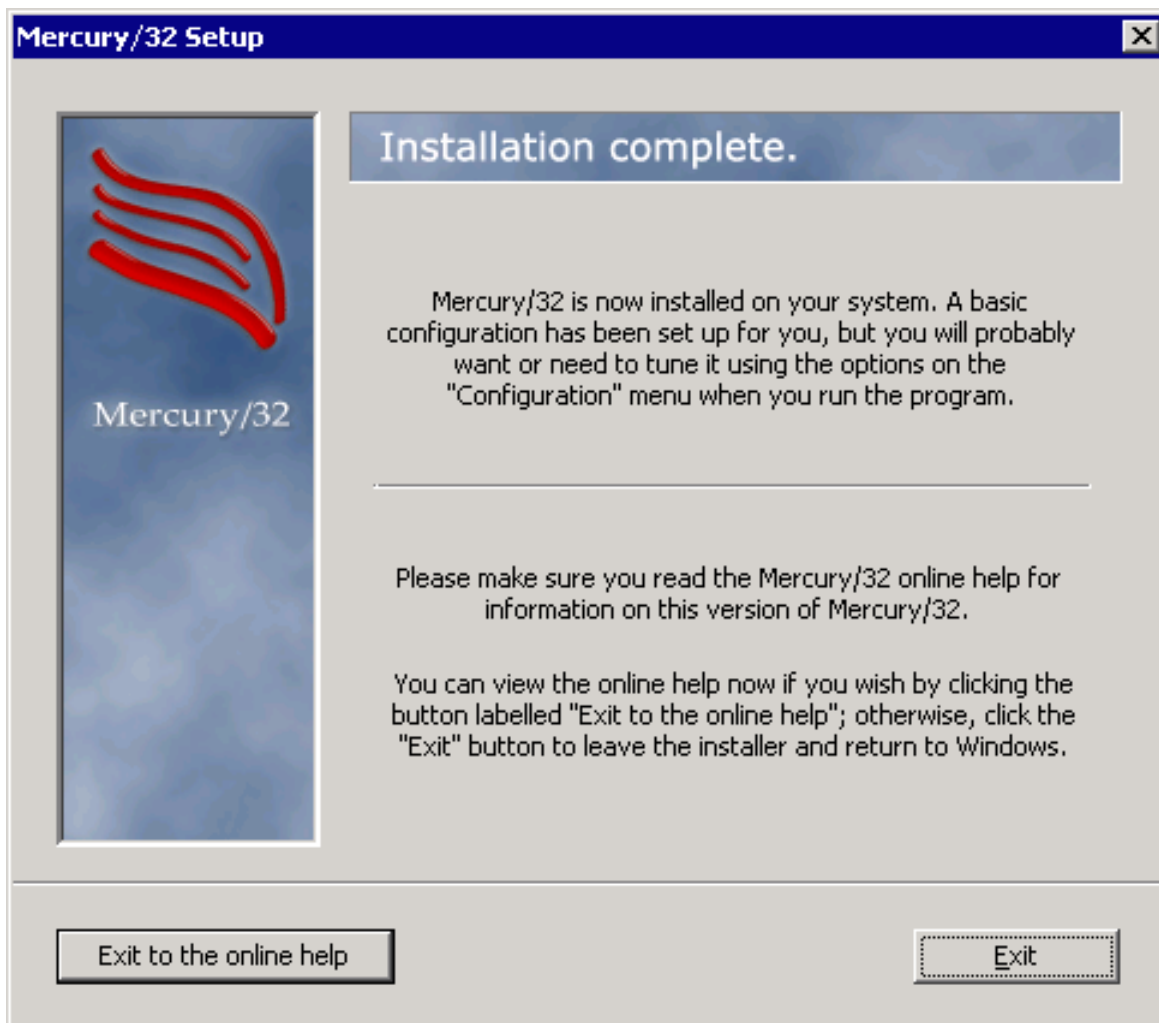 Mercury/32 Setup
Installation complete.
Mercury/32
Mercury/32 is now installed on your system. A basic
configuration has been set up for you, but you will probably
want or need to tune it using the options on the
"Configuration" menu when you run the program.
Please make sure you read the Mercury/32 online help for
information on this version of Mercury/32.
You can view the online help now if you wish by clicking the
button labelled "Exit to the online help"; otherwise, click the
"Exit" button to leave the installer and return to Windows.
Exit to the online help
Exit